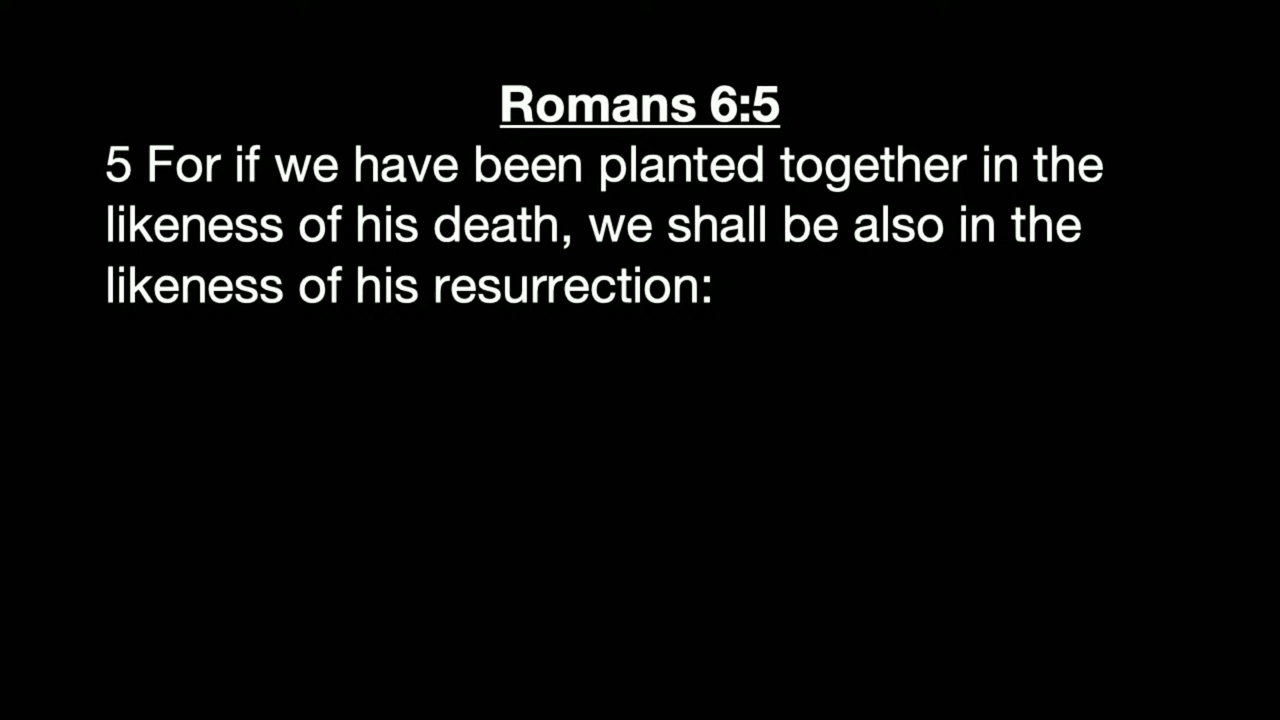 Romans 6:5
5 For if we have been planted together in the
likeness of his death, we shall be also in the
likeness of his resurrection: